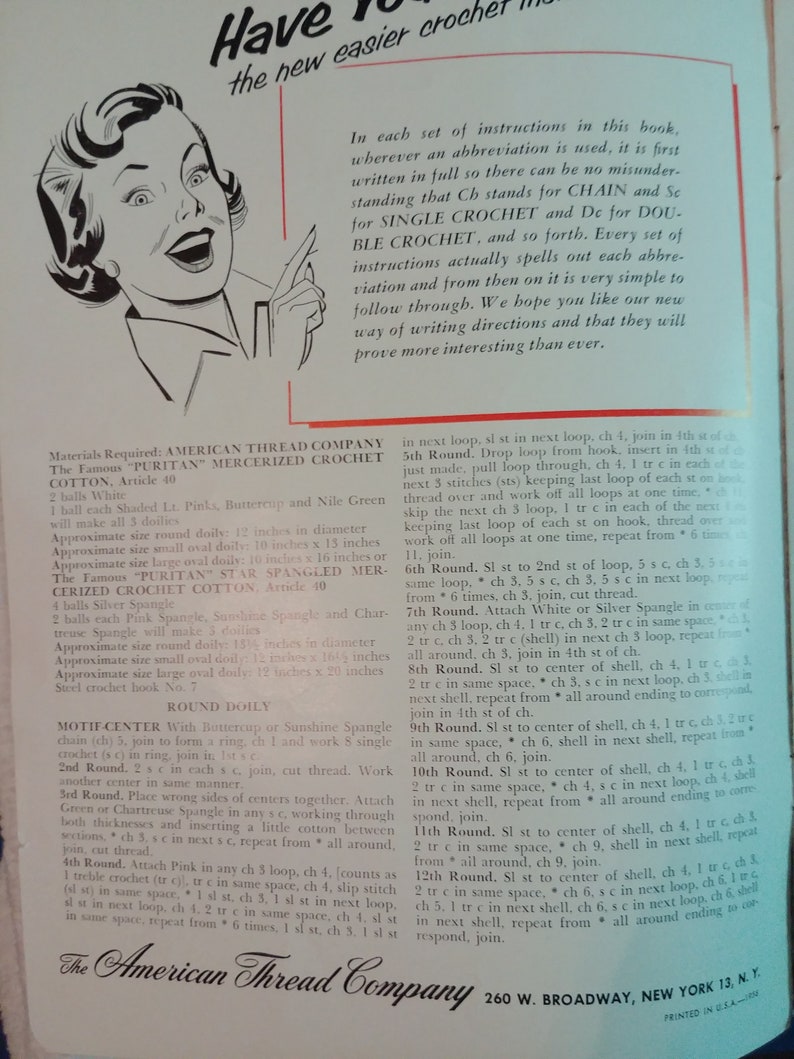 Have
the new easier crochet
In each set of instructions in this book,
wherever an abbreviation is used, it is first
written in full so there can be no misunder-
standing that Ch stands for CHAIN and Sc
for SINGLE CROCHET and Dc for DOU-
BLE CROCHET, and so forth. Every set of
instructions actually spells out each abbre-
viation and from then on it is very simple to
follow through. We hope you like our new
way of writing directions and that they will
prove more interesting than ever.
Materials Required: AMERICAN THREAD COMPANY
The Famous "PURITAN" MERCERIZED CROCHET
COTTON, Article 40
2 balls White
1 ball each Shaded Lt. Pinks, Buttercup and Nile Green
will make all 3 doilies
Approximate size round doily: 12 inches in diameter
Approximate size small oval doily: 10 inches x 13 inches
Approximate size large oval doily: 10 inches x 16 inches or
The Famous "PURITAN" STAR SPANGLED MER-
CERIZED CROCHET COTTON, Article 40
4 balls Silver Spangle
2 balls each Pink Spangle, Sunshine Spangle and Char-
treuse Spangle will make 3 doilies
Approximate size round doily: 15½ inches in diameter
Approximate size small oval doily: 12 inches x 16½ inches
Approximate size large oval doily: 12 inches x 20 inches
Steel crochet hook No. 7
ROUND DOILY
MOTIF-CENTER With Buttercup or Sunshine Spangle
chain (ch) 5, join to form a ring, ch 1 and work 8 single
crochet (s c) in ring, join in 1st s c.
2nd Round. 2 s c in each s c, join, cut thread. Work
another center in same manner.
3rd Round. Place wrong sides of centers together. Attach
Green or Chartreuse Spangle in any s c, working through
both thicknesses and inserting a little cotton between
sections, * ch 3, s c in next s c, repeat from * all around,
join, cut thread.
4th Round. Attach Pink in any ch 3 loop, ch 4, [counts as
1 treble crochet (tr c)], tr c in same space, ch 4, slip stitch
(sl st) in same space, * 1 sl st, ch 3, 1 sl st in next loop,
sl st in next loop, ch 4, 2 tr c in same space, ch 4, sl st
in same space, repeat from * 6 times, 1 sl st, ch 3, 1 sl st
in next loop, sl st in next loop, ch 4, join in 4th st of ch.
5th Round. Drop loop from hook, insert in 4th st of ch
just made, pull loop through, ch 4, 1 tr c in each of the
next 3 stitches (sts) keeping last loop of each st on hook,
thread over and work off all loops at one time, * ch 11,
skip the next ch 3 loop, 1 tr c in each of the next
keeping last loop of each st on hook, thread over and
work off all loops at one time, repeat from * 6 times, ch
11, join.
6th Round. Sl st to 2nd st of loop, 5 s c, ch 3, 5 s c in
same loop, * ch 3, 5 s c, ch 3, 5 s c in next loop, repeat
from * 6 times, ch 3, join, cut thread.
7th Round. Attach White or Silver Spangle in center of
any ch 3 loop, ch 4, 1 tr c, ch 3, 2 tr c in same space, * ch 3,
2 tr c, ch 3, 2 tr c (shell) in next ch 3 loop, repeat from *
all around, ch 3, join in 4th st of ch.
8th Round. Sl st to center of shell, ch 4, 1 tr c, ch 3,
2 tr c in same space, * ch 3, s c in next loop, ch 3, shell in
next shell, repeat from * all around ending to correspond,
join in 4th st of ch.
9th Round. Sl st to center of shell, ch 4, 1 tr c, ch 3, 2 tr c
in same space, * ch 6, shell in next shell, repeat from *
all around, ch 6, join.
10th Round. Sl st to center of shell, ch 4, 1 tr c, ch 3,
2 tr c in same space, * ch 4, s c in next loop, ch 4, shell
in next shell, repeat from * all around ending to corre-
spond, join.
11th Round. Sl st to center of shell, ch 4, 1 tr c, ch 3,
2 tr c in same space, * ch 9, shell in next shell, repeat
from * all around, ch 9, join.
12th Round. Sl st to center of shell, ch 4, 1 tr c, ch 3,
2 tr c in same space, * ch 6, s c in next loop, ch 6, 1 tr c,
ch 5, 1 tr c in next shell, ch 6, s c in next loop, ch 6, shell
in next shell, repeat from * all around ending to cor-
respond, join.
The American Thread Company 260 W. BROADWAY, NEW YORK 13, N. Y.
PRINTED IN U.S.A.